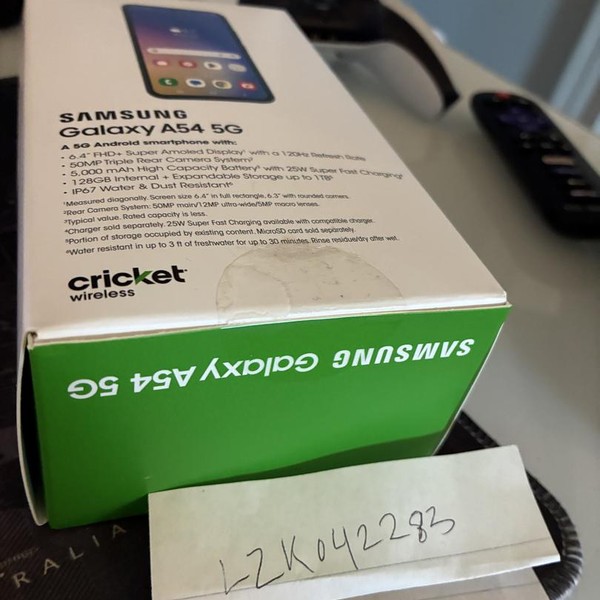 SAMSUNG
Galaxy A54 5G
A 5G Android smartphone with:
• 6.4" FHD+ Super Amoled Display¹ with a 120Hz Refresh Rate
• 50MP Triple Rear Camera System²
• 5,000 mAh High Capacity Battery³ with 25W Super Fast Charging⁴
• 128GB Internal + Expandable Storage up to 1TB⁵
• IP67 Water & Dust Resistant⁶
¹Measured diagonally. Screen size 6.4" in full rectangle, 6.3" with rounded corners.
²Rear Camera System: 50MP main/12MP ultra-wide/5MP macro lenses.
³Typical value. Rated capacity is less.
⁴Charger sold separately. 25W Super Fast Charging available with compatible charger.
⁵Portion of storage occupied by existing content. MicroSD card sold separately.
⁶Water resistant in up to 3 ft of freshwater for up to 30 minutes. Rinse residue/dry after wet.
cricket
wireless
SAMSUNG Galaxy A54 5G
LZK042283
RALIA